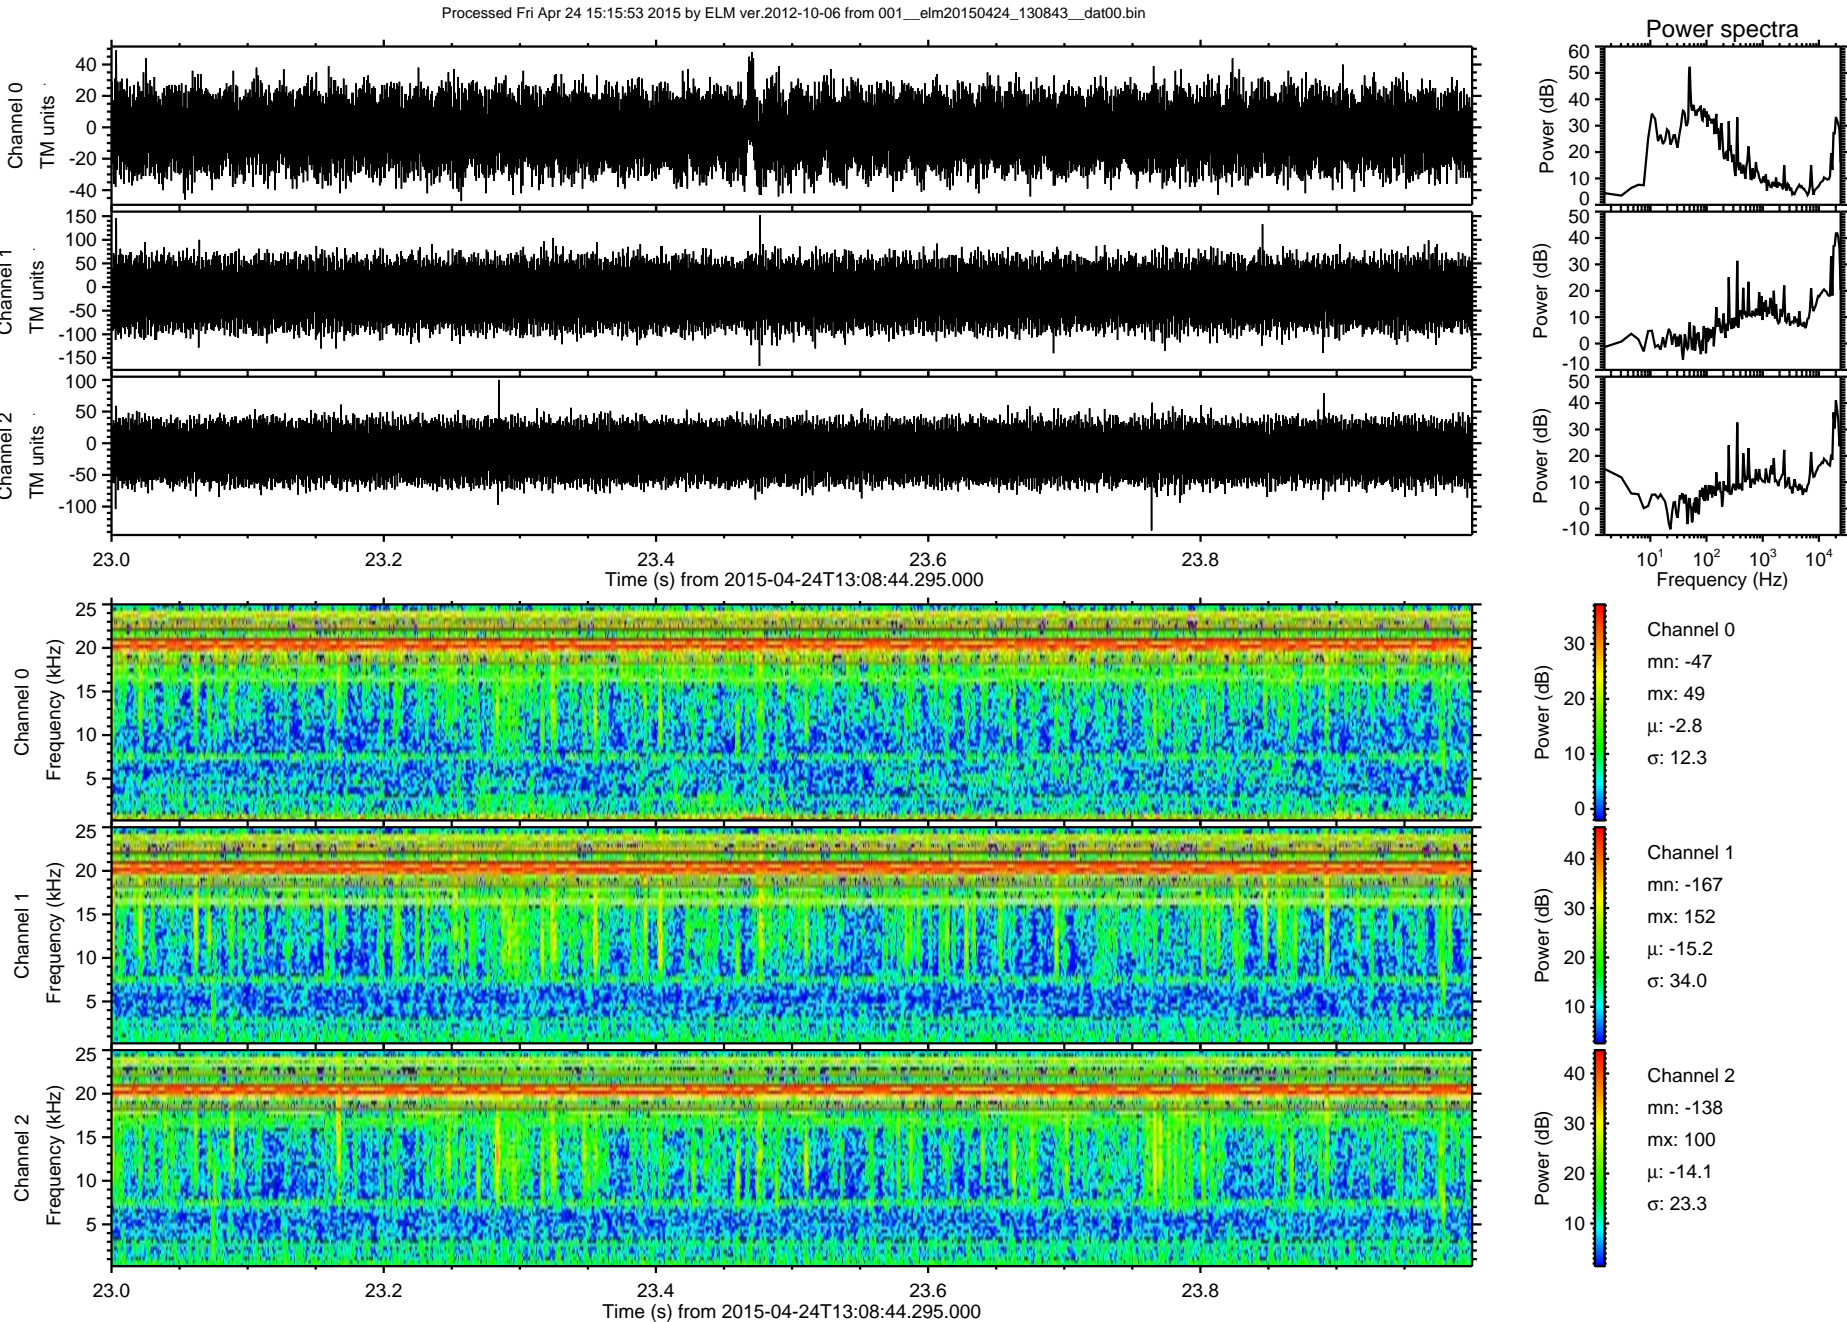 Processed Fri Apr 24 15:15:53 2015 by ELM ver.2012-10-06 from 001__elm20150424_130843__dat00.bin
Power spectra
Channel 0
TM units
40
20
0
-20
-40
Power (dB)
60
50
40
30
20
10
0
Channel 1
TM units
150
100
50
0
-50
-100
-150
Power (dB)
50
40
30
20
10
0
-10
Channel 2
TM units
100
50
0
-50
-100
Power (dB)
50
40
30
20
10
0
-10
23.0 23.2 23.4 23.6 23.8
Time (s) from 2015-04-24T13:08:44.295.000
10^1 10^2 10^3 10^4
Frequency (Hz)
Channel 0
Frequency (kHz)
25
20
15
10
5
Power (dB)
30
20
10
0
Channel 0
mn: -47
mx: 49
µ: -2.8
σ: 12.3
Channel 1
Frequency (kHz)
25
20
15
10
5
Power (dB)
40
30
20
10
Channel 1
mn: -167
mx: 152
µ: -15.2
σ: 34.0
Channel 2
Frequency (kHz)
25
20
15
10
5
Power (dB)
40
30
20
10
Channel 2
mn: -138
mx: 100
µ: -14.1
σ: 23.3
23.0 23.2 23.4 23.6 23.8
Time (s) from 2015-04-24T13:08:44.295.000